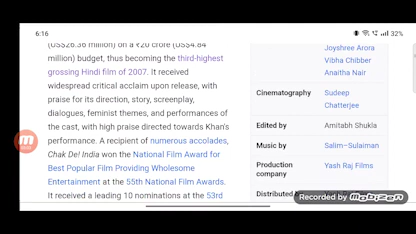 6:16
32%
(US$26.36 million) on a ₹20 crore (US$4.84
million) budget, thus becoming the third-highest
grossing Hindi film of 2007. It received
widespread critical acclaim upon release, with
praise for its direction, story, screenplay,
dialogues, feminist themes, and performances of
the cast, with high praise directed towards Khan's
performance. A recipient of numerous accolades,
Chak De! India won the National Film Award for
Best Popular Film Providing Wholesome
Entertainment at the 55th National Film Awards.
It received a leading 10 nominations at the 53rd
Joyshree Arora
Vibha Chibber
Anaitha Nair
Cinematography Sudeep
Chatterjee
Edited by Amitabh Shukla
Music by Salim–Sulaiman
Production Yash Raj Films
company
Distributed by
Recorded by
Mobizen